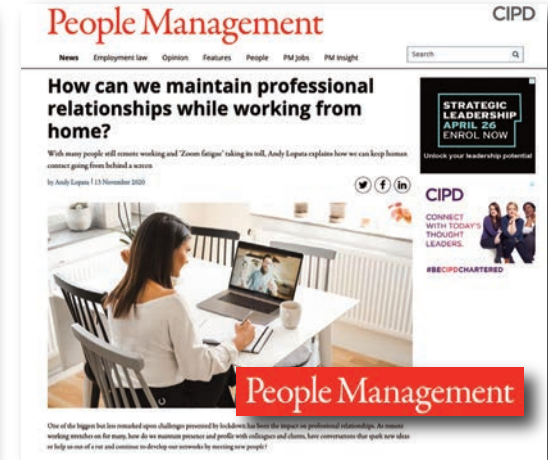 People Management
CIPD
News Employment law Opinion Features People PM Jobs PM Insight
Search
How can we maintain professional
relationships while working from
home?
With many people still remote working and 'Zoom fatigue' taking its toll, Andy Lopata explains how we can keep human
contact going from behind a screen
by Andy Lopata | 13 November 2020
STRATEGIC
LEADERSHIP
APRIL 26
ENROL NOW
Unlock your leadership potential
CIPD
CONNECT
WITH TODAY'S
THOUGHT
LEADERS.
#BECIPDCHARTERED
People Management
One of the biggest but less remarked upon challenges presented by lockdown has been the impact on professional relationships. As remote
working stretches on for many, how do we maintain presence and profile with colleagues and clients, have conversations that spark new ideas
or help us out of a rut and continue to develop our networks by meeting new people?